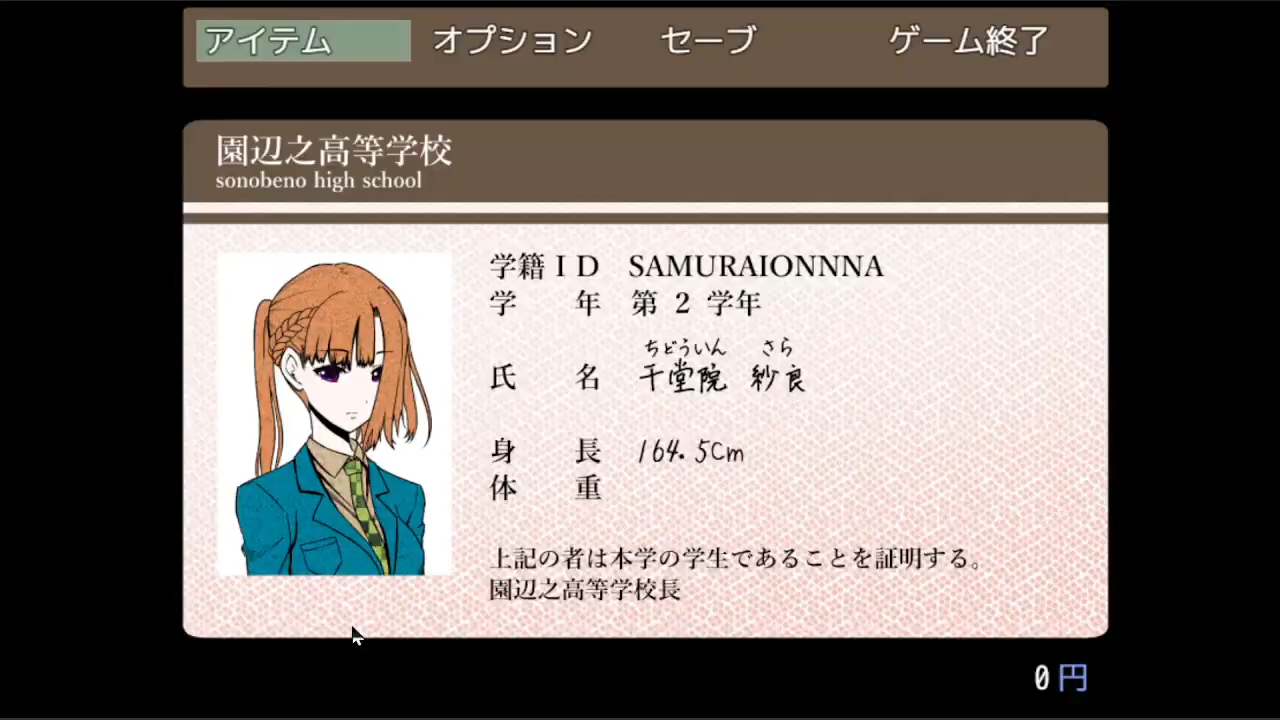 アイテム オプション セーブ ゲーム終了
園辺之高等学校
sonobeno high school
学籍ＩＤ SAMURAIONNNA
学 年 第 2 学年
ちどういん さら
氏 名 千堂院 紗良
身 長 164.5cm
体 重
上記の者は本学の学生であることを証明する。
園辺之高等学校長
0 円